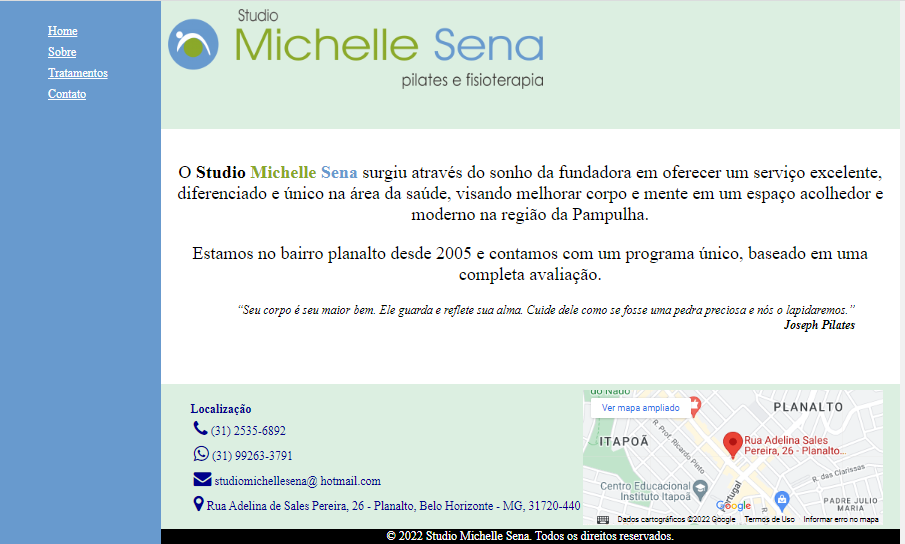 Home
Sobre
Tratamentos
Contato
Studio
Michelle Sena
pilates e fisioterapia
O Studio Michelle Sena surgiu através do sonho da fundadora em oferecer um serviço excelente,
diferenciado e único na área da saúde, visando melhorar corpo e mente em um espaço acolhedor e
moderno na região da Pampulha.
Estamos no bairro planalto desde 2005 e contamos com um programa único, baseado em uma
completa avaliação.
“Seu corpo é seu maior bem. Ele guarda e reflete sua alma. Cuide dele como se fosse uma pedra preciosa e nós o lapidaremos.”
Joseph Pilates
Localização
(31) 2535-6892
(31) 99263-3791
studiomichellesena@ hotmail.com
Rua Adelina de Sales Pereira, 26 - Planalto, Belo Horizonte - MG, 31720-440
do Nado
Ver mapa ampliado
PLANALTO
ITAPOÃ
R. Prof. Ricardo Pinto
Rua Adelina Sales
Pereira, 26 - Planalto...
R. das Clarissas
Centro Educacional
Instituto Itapoã
Portugal
PADRE JULIO
MARIA
Google
Dados cartográficos ©2022 Google
Termos de Uso
Informar erro no mapa
© 2022 Studio Michelle Sena. Todos os direitos reservados.